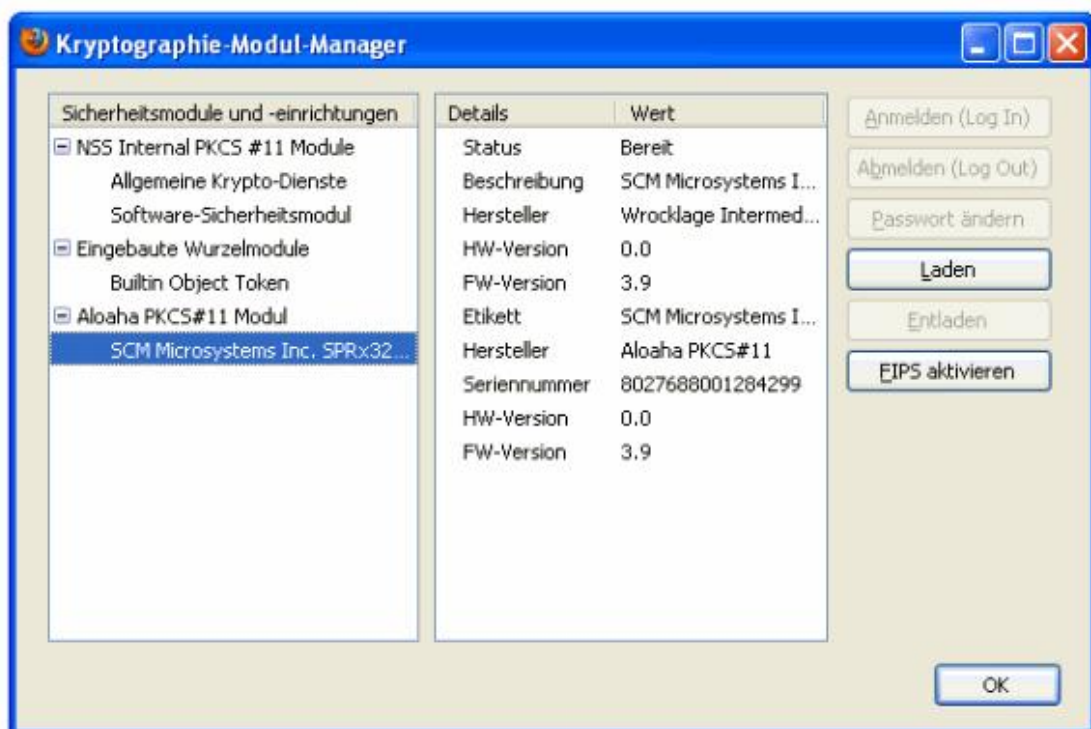 Kryptographie-Modul-Manager
Sicherheitsmodule und -einrichtungen
NSS Internal PKCS #11 Module
Allgemeine Krypto-Dienste
Software-Sicherheitsmodul
Eingebaute Wurzelmodule
Builtin Object Token
Aloaha PKCS#11 Modul
SCM Microsystems Inc. SPRx32...
Details Wert
Status Bereit
Beschreibung SCM Microsystems I...
Hersteller Wrocklage Intermed...
HW-Version 0.0
FW-Version 3.9
Etikett SCM Microsystems I...
Hersteller Aloaha PKCS#11
Seriennummer 8027688001284299
HW-Version 0.0
FW-Version 3.9
Anmelden (Log In)
Abmelden (Log Out)
Passwort ändern
Laden
Entladen
FIPS aktivieren
OK